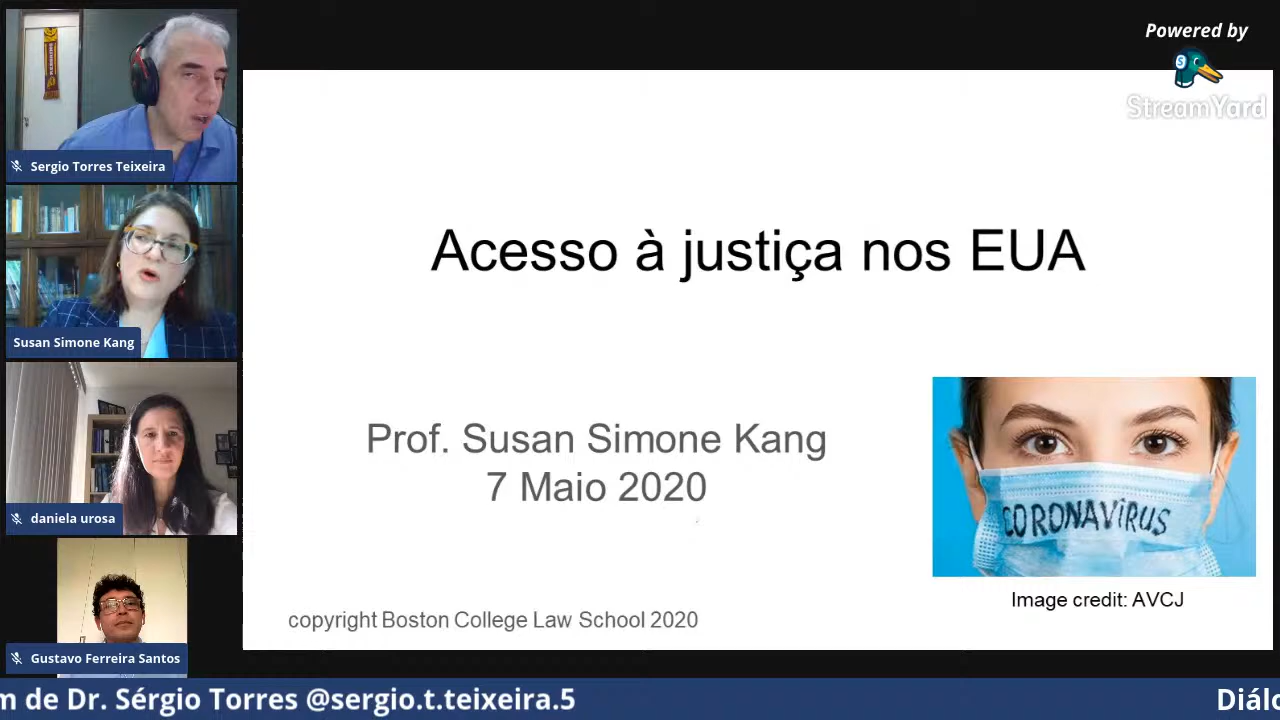 Powered by
StreamYard
Sergio Torres Teixeira
Susan Simone Kang
daniela urosa
Gustavo Ferreira Santos
Acesso à justiça nos EUA
Prof. Susan Simone Kang
7 Maio 2020
CORONAVÍRUS
Image credit: AVCJ
copyright Boston College Law School 2020
m de Dr. Sérgio Torres @sergio.t.teixeira.5
Diálo